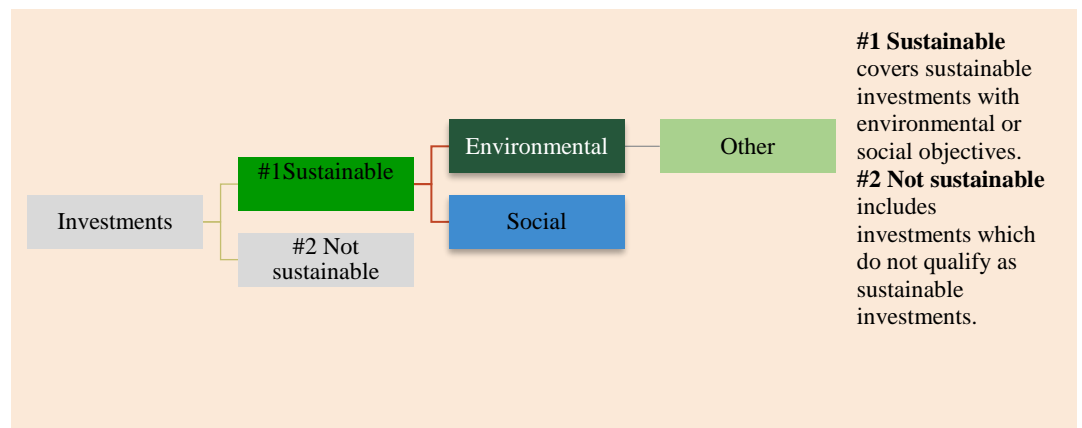 Investments
#1Sustainable
#2 Not
sustainable
Environmental
Social
Other
#1 Sustainable
covers sustainable
investments with
environmental or
social objectives.
#2 Not sustainable
includes
investments which
do not qualify as
sustainable
investments.